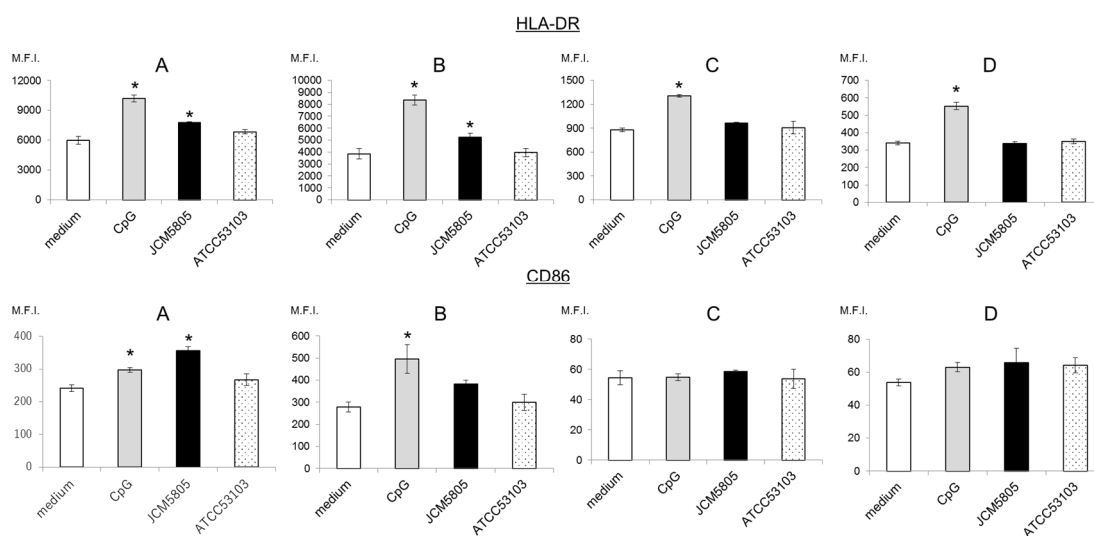 HLA-DR
M.F.I.
A
12000
9000
6000
3000
0
*
*
medium
CpG
JCM5805
ATCC53103
M.F.I.
B
10000
9000
8000
7000
6000
5000
4000
3000
2000
1000
0
*
*
medium
CpG
JCM5805
ATCC53103
M.F.I.
C
1500
1200
900
600
300
0
*
medium
CpG
JCM5805
ATCC53103
M.F.I.
D
700
600
500
400
300
200
100
0
*
medium
CpG
JCM5805
ATCC53103
CD86
M.F.I.
A
400
300
200
100
0
*
*
medium
CpG
JCM5805
ATCC53103
M.F.I.
B
600
500
400
300
200
100
0
*
medium
CpG
JCM5805
ATCC53103
M.F.I.
C
80
60
40
20
0
medium
CpG
JCM5805
ATCC53103
M.F.I.
D
80
60
40
20
0
medium
CpG
JCM5805
ATCC53103